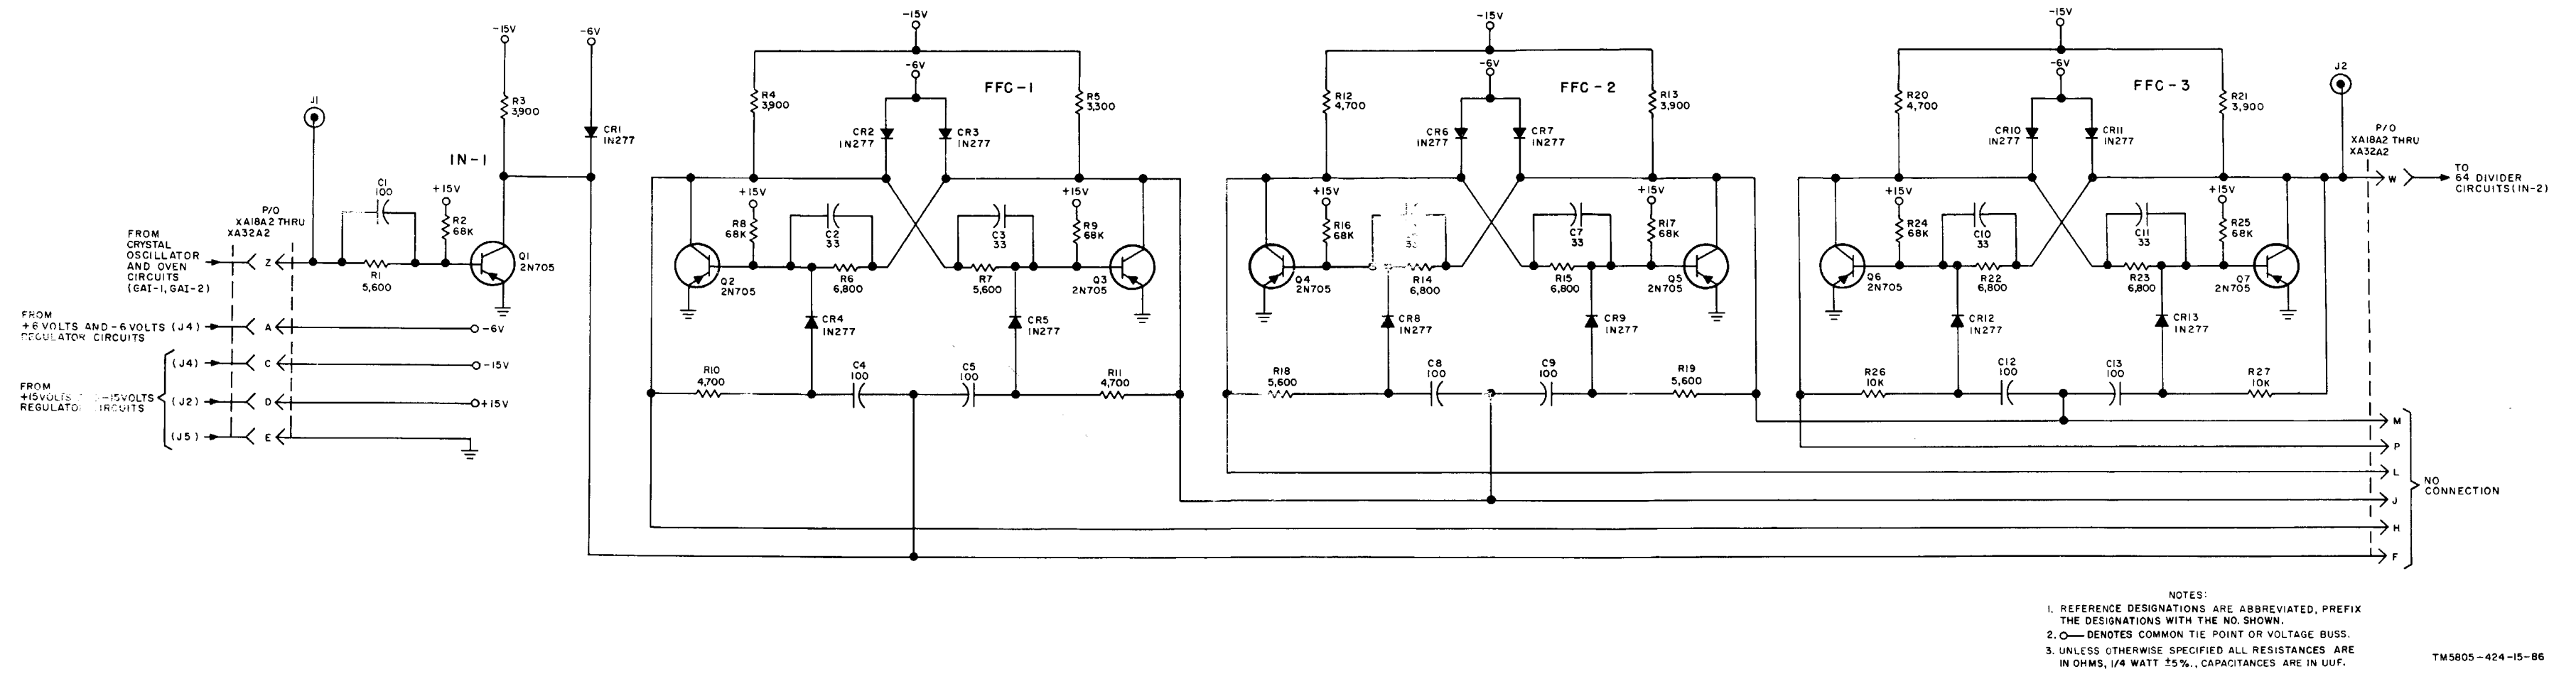 -15V
-6V
J1
R3
3,900
CR1
1N277
IN-1
C1
100
+15V
R2
68K
P/O
XA18A2 THRU
XA32A2
FROM
CRYSTAL
OSCILLATOR
AND OVEN
CIRCUITS
(GA1-1, GA1-2)
Z
R1
5,600
Q1
2N705
FROM
+6 VOLTS AND -6 VOLTS (J4)
REGULATOR CIRCUITS
A
-6V
(J4)
C
-15V
FROM
+15VOLTS -15VOLTS
REGULATOR CIRCUITS
(J2)
D
+15V
(J5)
E
-15V
-6V
FFC-1
R4
3,900
R5
3,300
CR2
1N277
CR3
1N277
+15V
R8
68K
C2
33
C3
33
+15V
R9
68K
Q2
2N705
R6
6,800
R7
5,600
Q3
2N705
CR4
1N277
CR5
1N277
R10
4,700
C4
100
C5
100
R11
4,700
-15V
-6V
FFC-2
R12
4,700
R13
3,900
CR6
1N277
CR7
1N277
+15V
R16
68K
C7
33
+15V
R17
68K
Q4
2N705
R14
6,800
R15
6,800
Q5
2N705
CR8
1N277
CR9
1N277
R18
5,600
C8
100
C9
100
R19
5,600
-15V
-6V
FFC-3
R20
4,700
R21
3,900
CR10
1N277
CR11
1N277
+15V
R24
68K
C10
33
C11
33
+15V
R25
68K
Q6
2N705
R22
6,800
R23
6,800
Q7
2N705
CR12
1N277
CR13
1N277
R26
10K
C12
100
C13
100
R27
10K
J2
P/O
XA18A2 THRU
XA32A2
W
TO
64 DIVIDER
CIRCUITS (IN-2)
M
P
L
J
H
F
NO
CONNECTION
NOTES:
1. REFERENCE DESIGNATIONS ARE ABBREVIATED, PREFIX
THE DESIGNATIONS WITH THE NO. SHOWN.
2. DENOTES COMMON TIE POINT OR VOLTAGE BUSS.
3. UNLESS OTHERWISE SPECIFIED ALL RESISTANCES ARE
IN OHMS, 1/4 WATT ±5%., CAPACITANCES ARE IN UUF.
TM5805-424-15-86